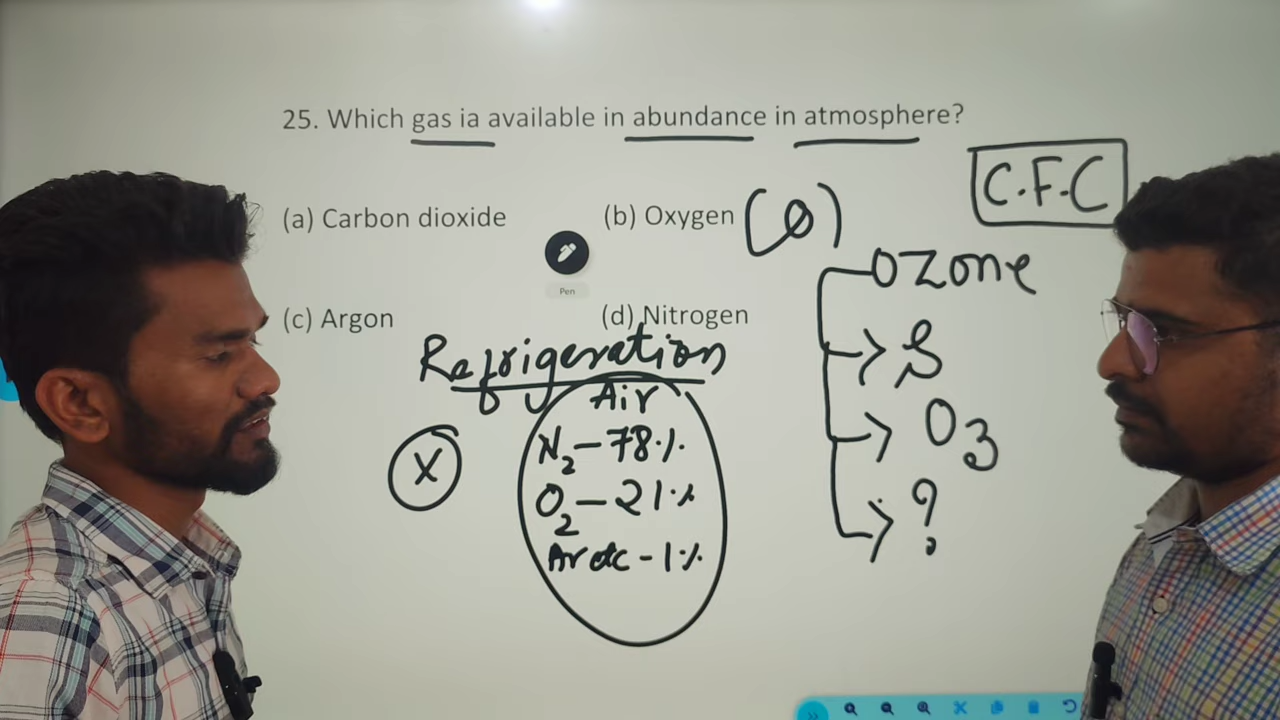 25. Which gas ia available in abundance in atmosphere?
C.F.C
(a) Carbon dioxide
(b) Oxygen
Ozone
Pen
(c) Argon
(d) Nitrogen
S
Refrigeration
Air
O3
N2 - 78%
X
O2 - 21%
?
Ar etc - 1%